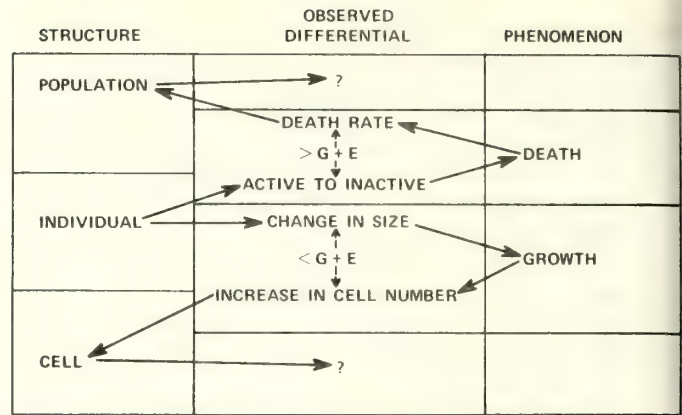 OBSERVED
STRUCTURE DIFFERENTIAL PHENOMENON
POPULATION ?
DEATH RATE
> G + E DEATH
ACTIVE TO INACTIVE
INDIVIDUAL CHANGE IN SIZE
< G + E GROWTH
INCREASE IN CELL NUMBER
CELL ?